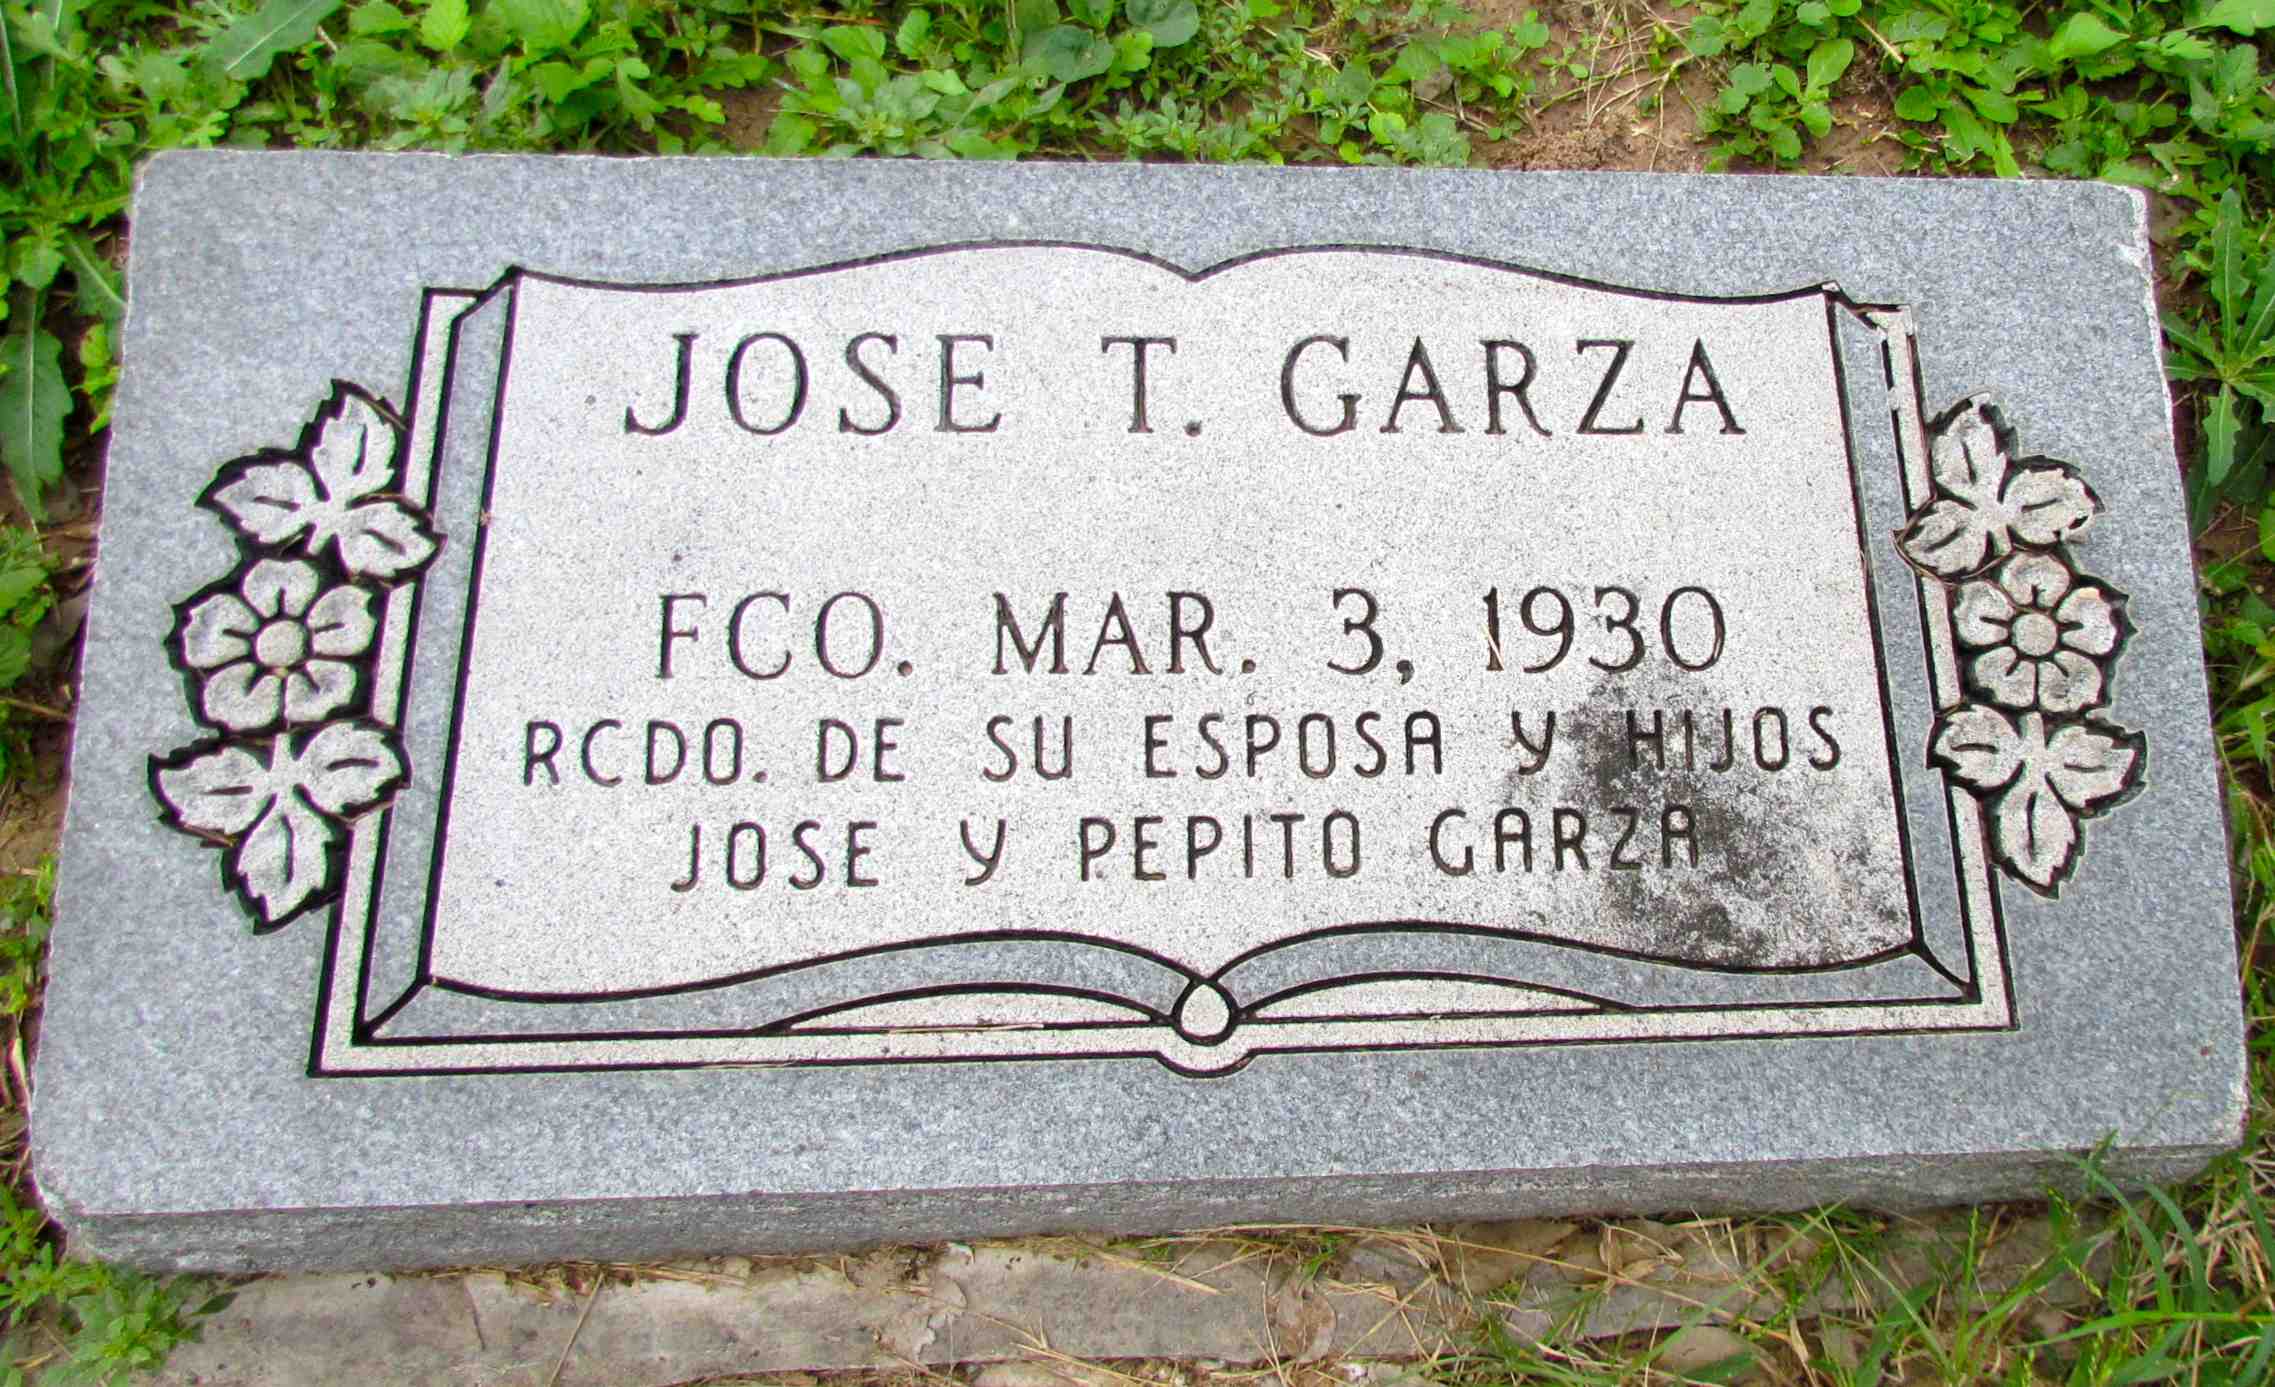 JOSE T. GARZA
FCO. MAR. 3, 1930
RCDO. DE SU ESPOSA Y HIJOS
JOSE Y PEPITO GARZA